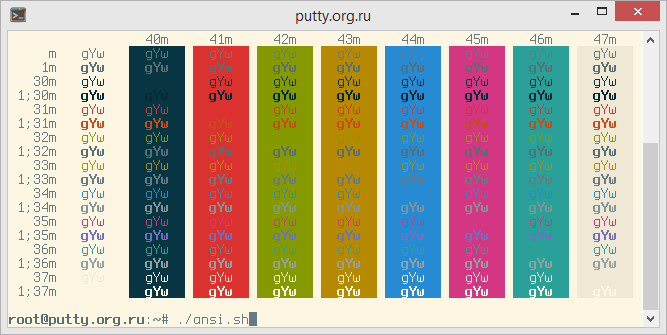 putty.org.ru
40m 41m 42m 43m 44m 45m 46m 47m
m gYw gYw gYw gYw gYw gYw gYw gYw gYw
1m gYw gYw gYw gYw gYw gYw gYw gYw gYw
30m gYw gYw gYw gYw gYw gYw gYw gYw
1;30m gYw gYw gYw gYw gYw gYw gYw gYw gYw
31m gYw gYw gYw gYw gYw gYw gYw gYw
1;31m gYw gYw gYw gYw gYw gYw gYw gYw gYw
32m gYw gYw gYw gYw gYw gYw gYw gYw
1;32m gYw gYw gYw gYw gYw gYw gYw gYw gYw
33m gYw gYw gYw gYw gYw gYw gYw gYw
1;33m gYw gYw gYw gYw gYw gYw gYw gYw gYw
34m gYw gYw gYw gYw gYw gYw gYw gYw
1;34m gYw gYw gYw gYw gYw gYw gYw gYw gYw
35m gYw gYw gYw gYw gYw gYw gYw gYw
1;35m gYw gYw gYw gYw gYw gYw gYw gYw gYw
36m gYw gYw gYw gYw gYw gYw gYw gYw
1;36m gYw gYw gYw gYw gYw gYw gYw gYw gYw
37m gYw gYw gYw gYw gYw gYw gYw gYw
1;37m gYw gYw gYw gYw gYw gYw gYw gYw
root@putty.org.ru:~# ./ansi.sh